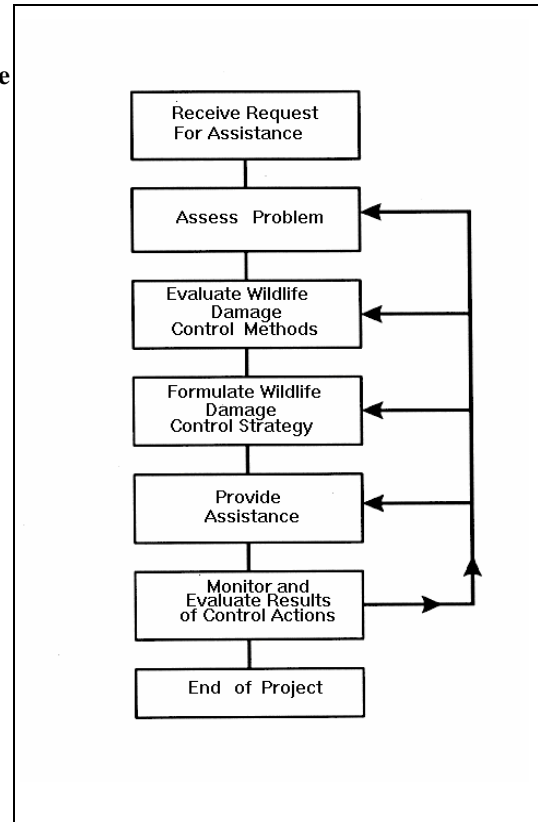 e
Receive Request
For Assistance
Assess Problem
Evaluate Wildlife
Damage
Control Methods
Formulate Wildlife
Damage
Control Strategy
Provide
Assistance
Monitor and
Evaluate Results
of Control Actions
End of Project